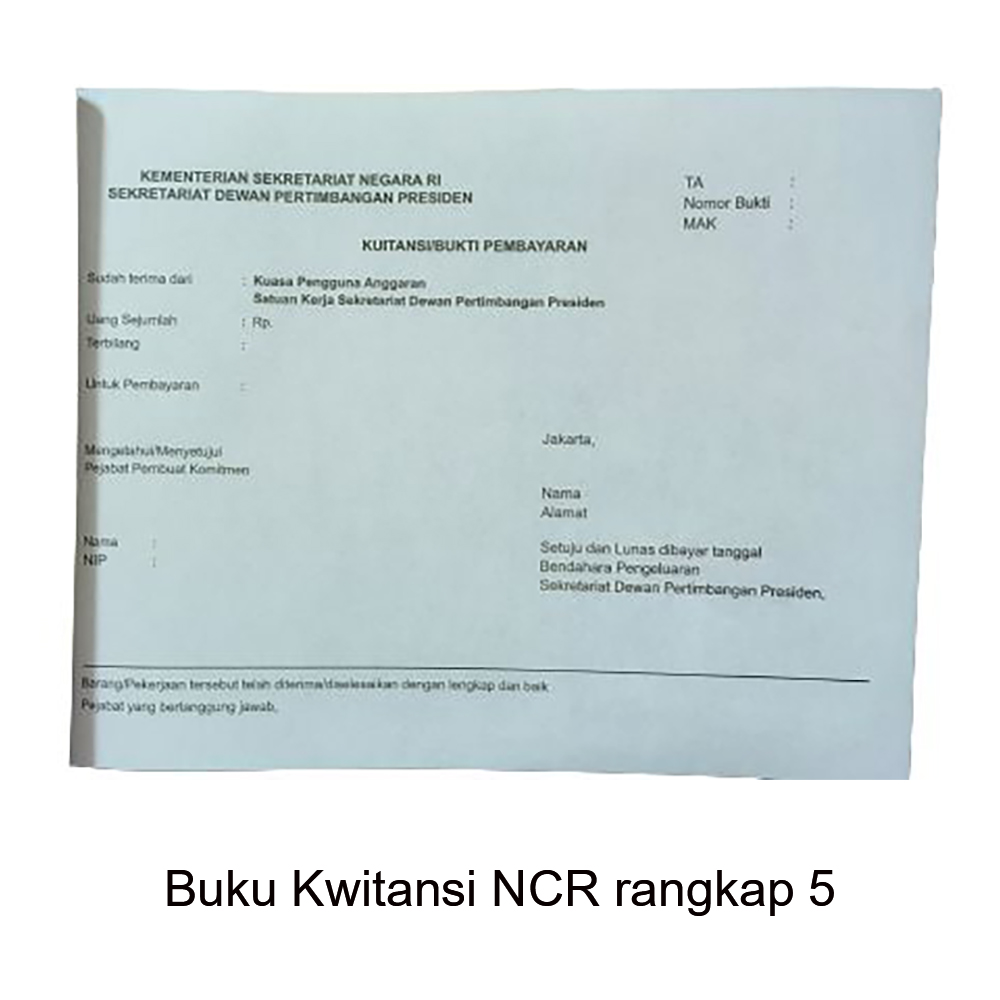 KEMENTERIAN SEKRETARIAT NEGARA RI
SEKRETARIAT DEWAN PERTIMBANGAN PRESIDEN
TA :
Nomor Bukti :
MAK :
KUITANSI/BUKTI PEMBAYARAN
Sudah terima dari : Kuasa Pengguna Anggaran
Satuan Kerja Sekretariat Dewan Pertimbangan Presiden
Uang Sejumlah : Rp.
Terbilang :
Untuk Pembayaran :
Mengetahui/Menyetujui
Pejabat Pembuat Komitmen
Nama :
NIP :
Jakarta,
Nama
Alamat
Setuju dan Lunas dibayar tanggal
Bendahara Pengeluaran
Sekretariat Dewan Pertimbangan Presiden,
Barang/Pekerjaan tersebut telah diterima/diselesaikan dengan lengkap dan baik
Pejabat yang bertanggung jawab,
Buku Kwitansi NCR rangkap 5